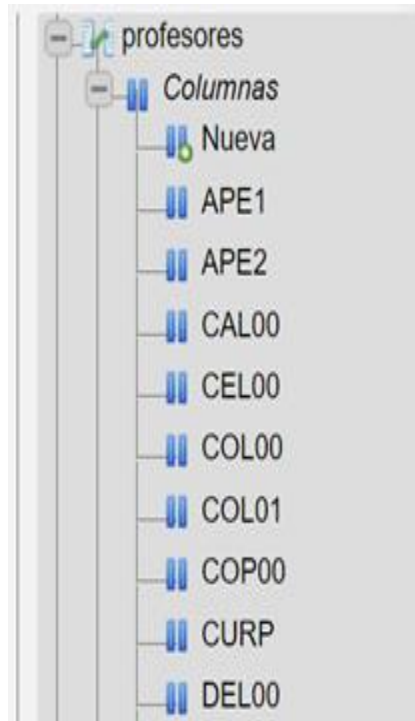 profesores
Columnas
Nueva
APE1
APE2
CAL00
CEL00
COL00
COL01
COP00
CURP
DEL00